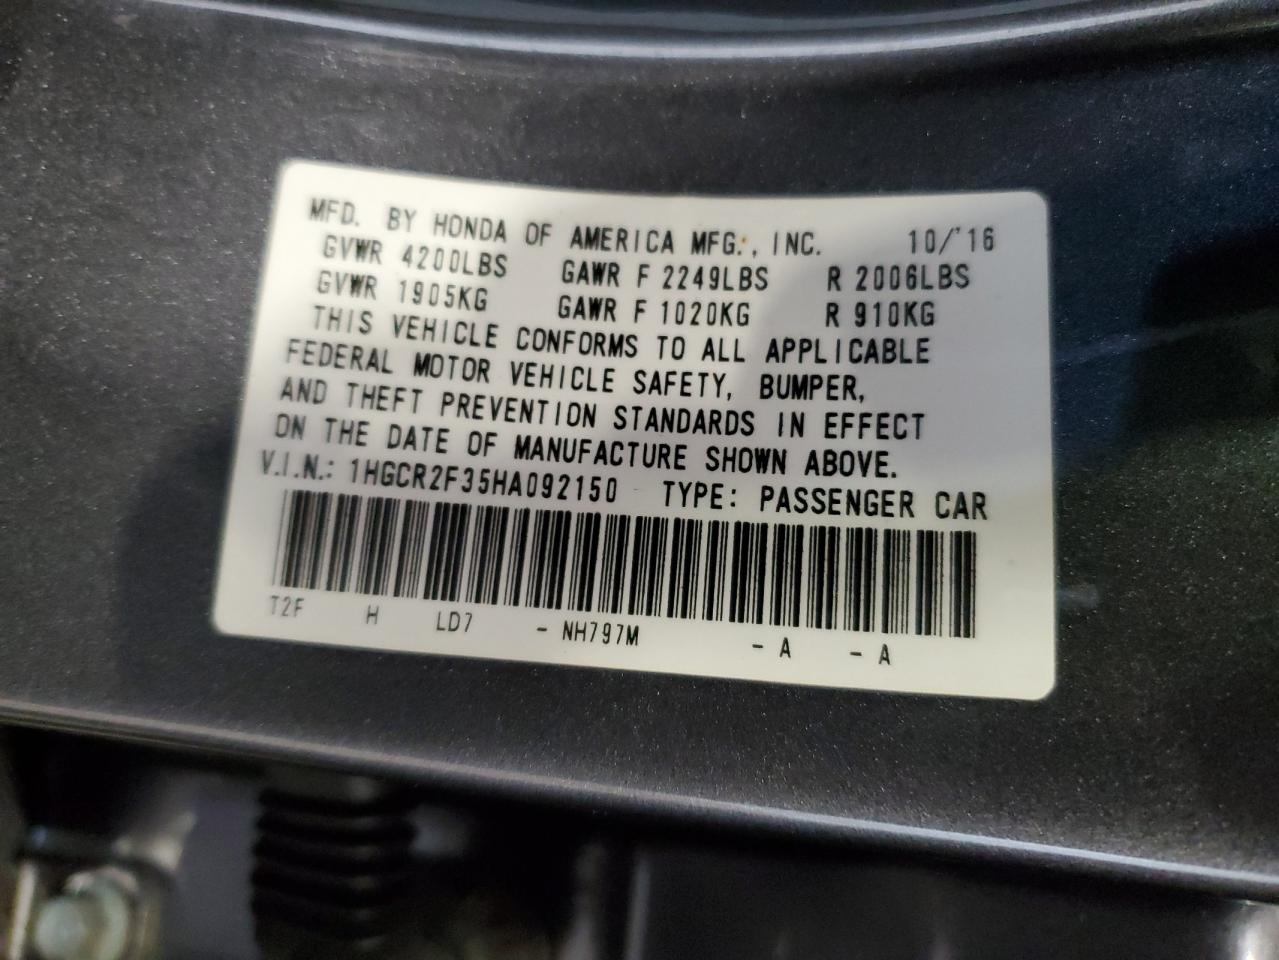 MFD. BY HONDA OF AMERICA MFG., INC. 10/'16
GVWR 4200LBS GAWR F 2249LBS R 2006LBS
GVWR 1905KG GAWR F 1020KG R 910KG
THIS VEHICLE CONFORMS TO ALL APPLICABLE
FEDERAL MOTOR VEHICLE SAFETY, BUMPER,
AND THEFT PREVENTION STANDARDS IN EFFECT
ON THE DATE OF MANUFACTURE SHOWN ABOVE.
V.I.N.: 1HGCR2F35HA092150 TYPE: PASSENGER CAR
T2F H LD7 - NH797M - A - A